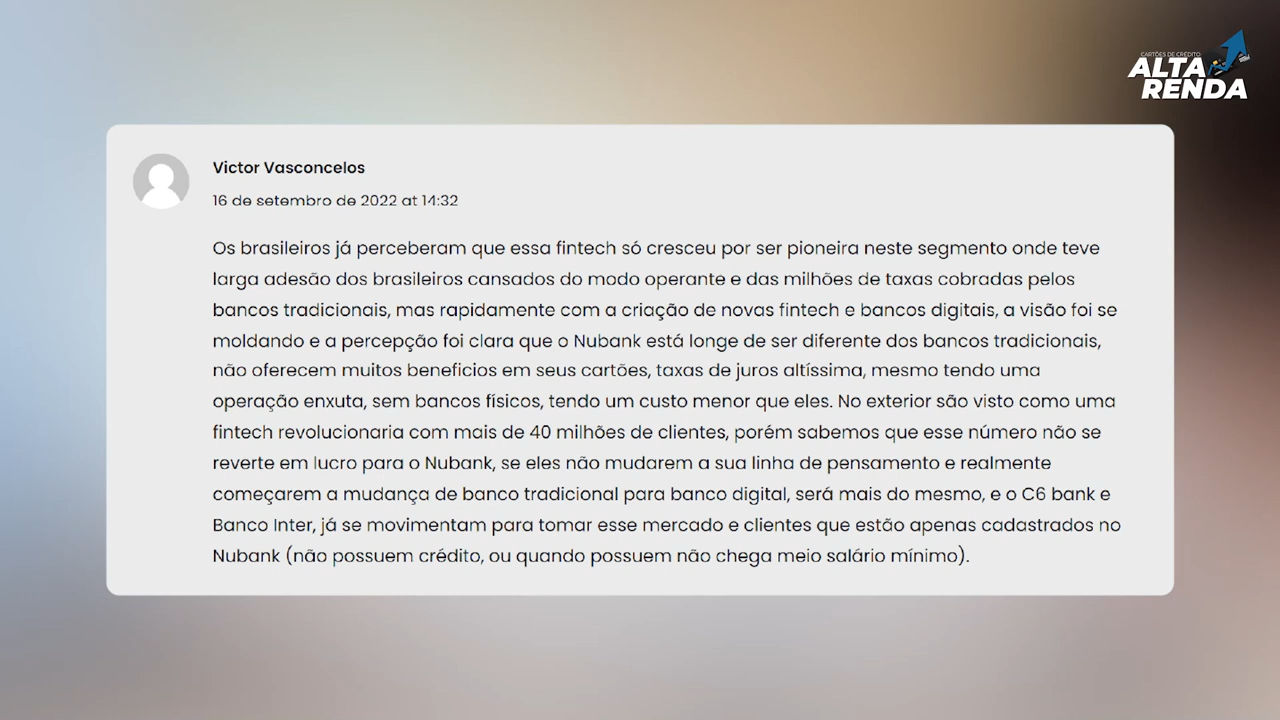 CARTÕES DE CRÉDITO
ALTA
RENDA
Victor Vasconcelos
16 de setembro de 2022 at 14:32
Os brasileiros já perceberam que essa fintech só cresceu por ser pioneira neste segmento onde teve
larga adesão dos brasileiros cansados do modo operante e das milhões de taxas cobradas pelos
bancos tradicionais, mas rapidamente com a criação de novas fintech e bancos digitais, a visão foi se
moldando e a percepção foi clara que o Nubank está longe de ser diferente dos bancos tradicionais,
não oferecem muitos beneficios em seus cartões, taxas de juros altíssima, mesmo tendo uma
operação enxuta, sem bancos físicos, tendo um custo menor que eles. No exterior são visto como uma
fintech revolucionaria com mais de 40 milhões de clientes, porém sabemos que esse número não se
reverte em lucro para o Nubank, se eles não mudarem a sua linha de pensamento e realmente
começarem a mudança de banco tradicional para banco digital, será mais do mesmo, e o C6 bank e
Banco Inter, já se movimentam para tomar esse mercado e clientes que estão apenas cadastrados no
Nubank (não possuem crédito, ou quando possuem não chega meio salário mínimo).